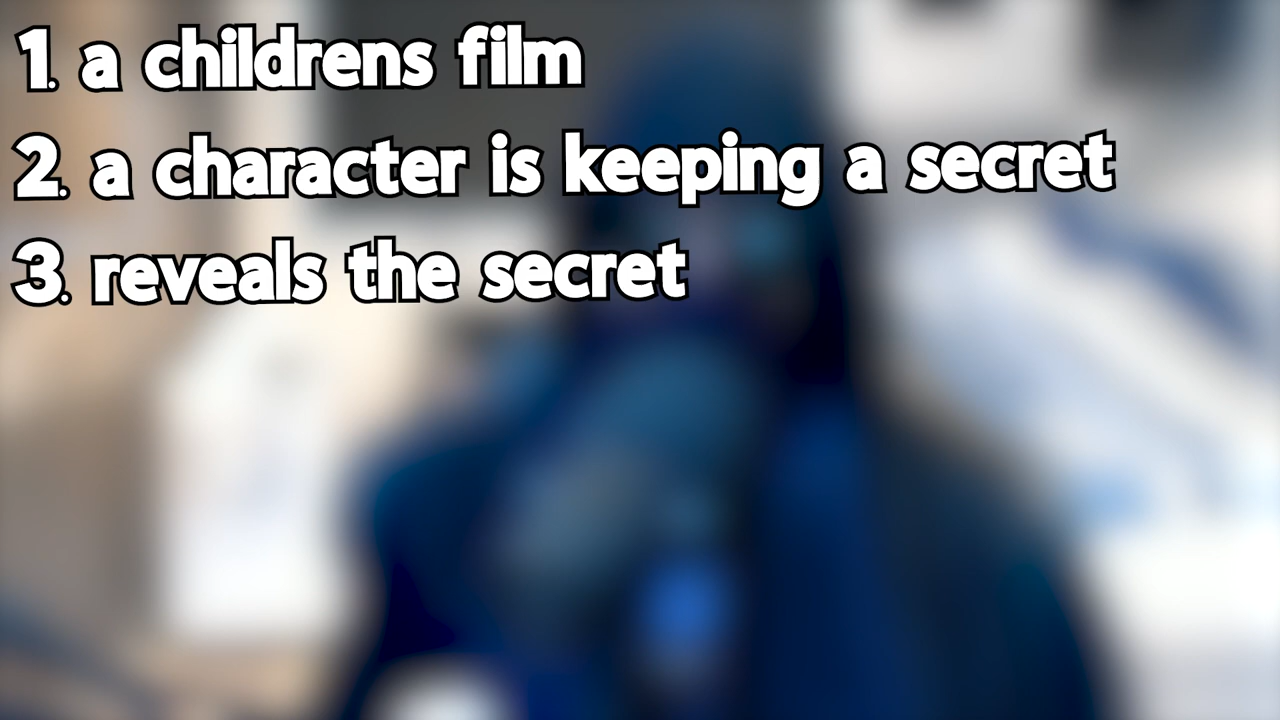 1. a childrens film
2. a character is keeping a secret
3. reveals the secret